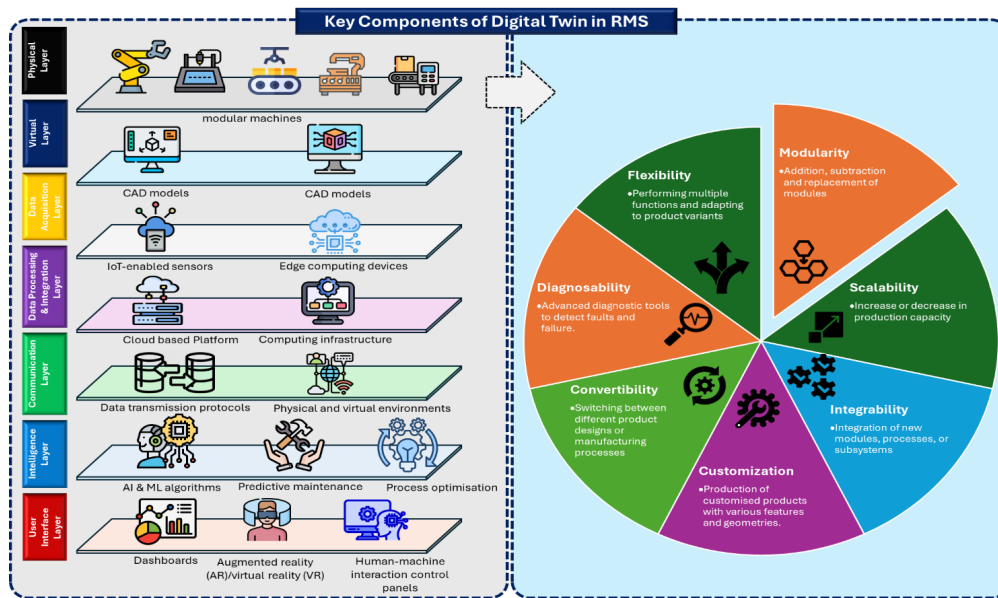 Key Components of Digital Twin in RMS
Physical
Layer
modular machines
Virtual
Layer
CAD models
CAD models
Data
Acquisition
Layer
IoT-enabled sensors
Edge computing devices
Data Processing
& Integration
Layer
Cloud based Platform
Computing infrastructure
Communication
Layer
Data transmission protocols
Physical and virtual environments
Intelligence
Layer
AI & ML algorithms
Predictive maintenance
Process optimisation
User
Interface
Layer
Dashboards
Augmented reality
(AR)/virtual reality (VR)
Human-machine
interaction control
panels
Modularity
•Addition, subtraction
and replacement of
modules
Scalability
•Increase or decrease in
production capacity
Integrability
•Integration of new
modules, processes, or
subsystems
Customization
•Production of
customised products
with various features
and geometries.
Convertibility
•Switching between
different product
designs or
manufacturing
processes
Diagnosability
•Advanced diagnostic tools
to detect faults and
failure.
Flexibility
•Performing multiple
functions and adapting
to product variants